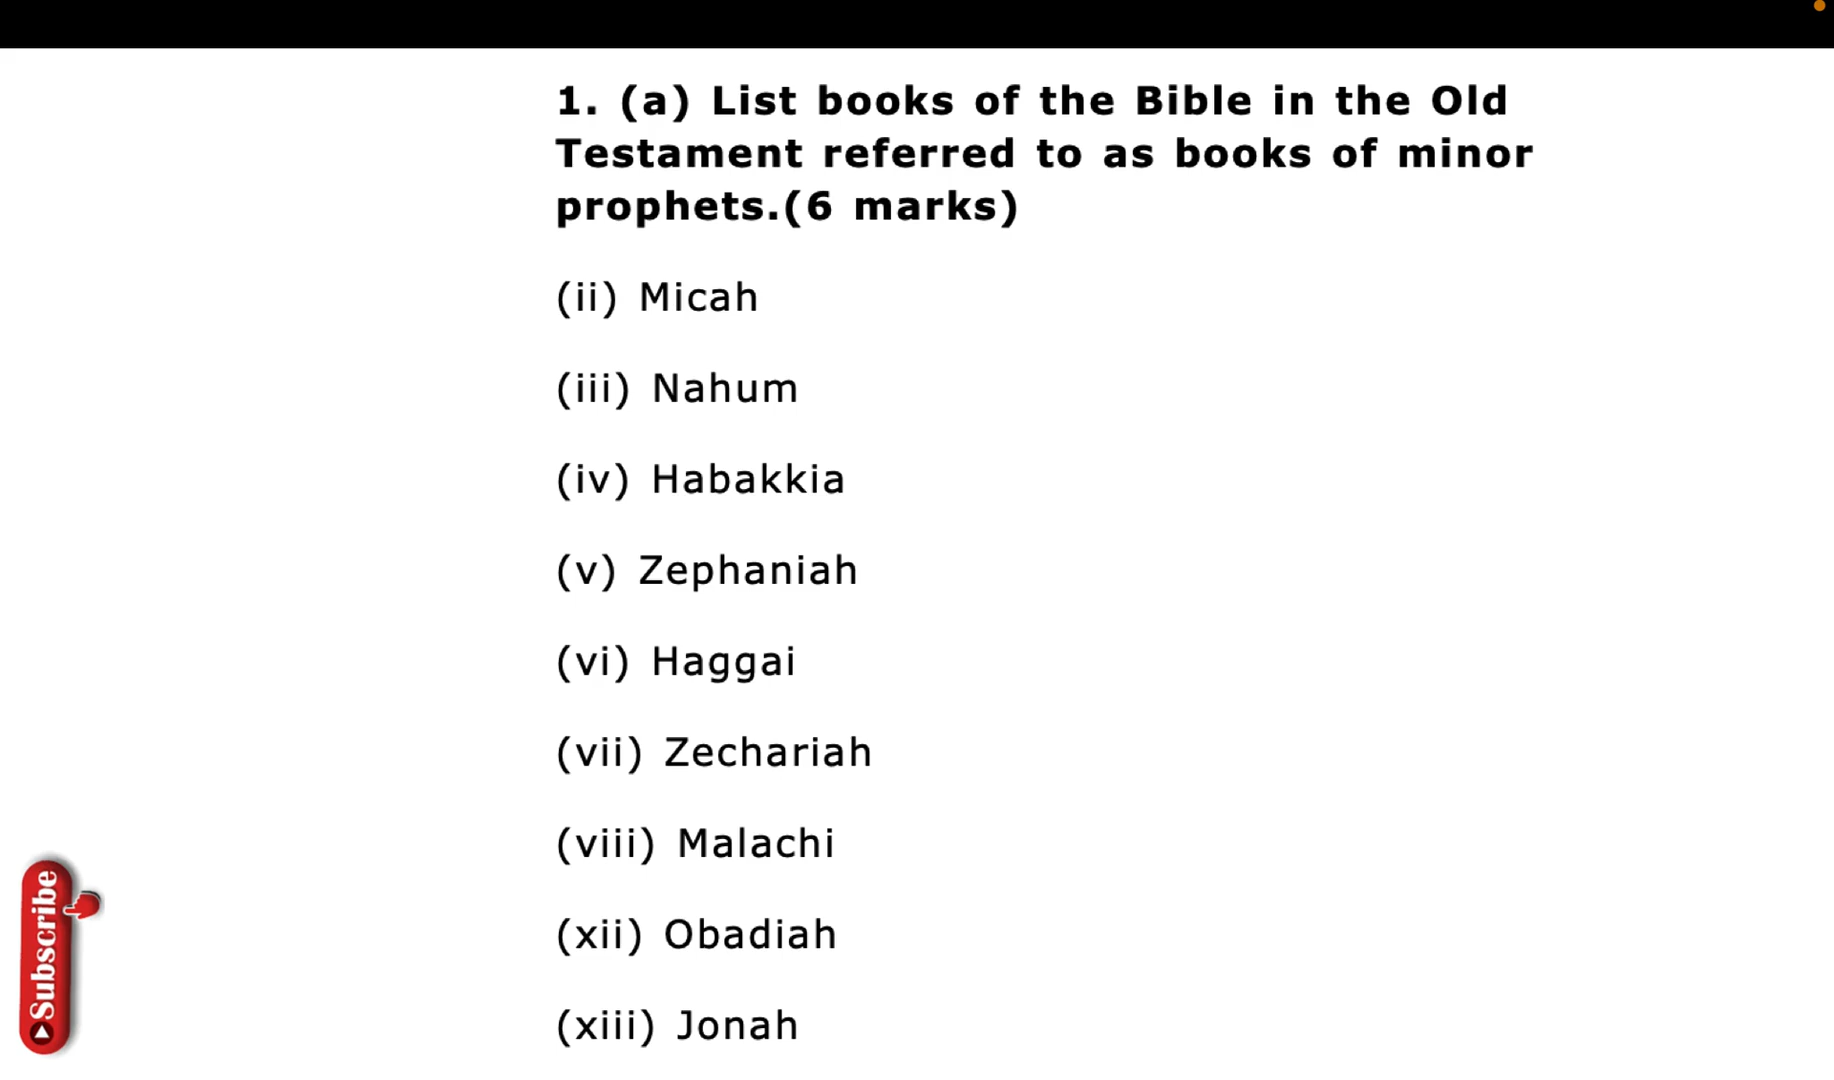 1. (a) List books of the Bible in the Old
Testament referred to as books of minor
prophets.(6 marks)
(ii) Micah
(iii) Nahum
(iv) Habakkia
(v) Zephaniah
(vi) Haggai
(vii) Zechariah
(viii) Malachi
(xii) Obadiah
(xiii) Jonah
Subscribe